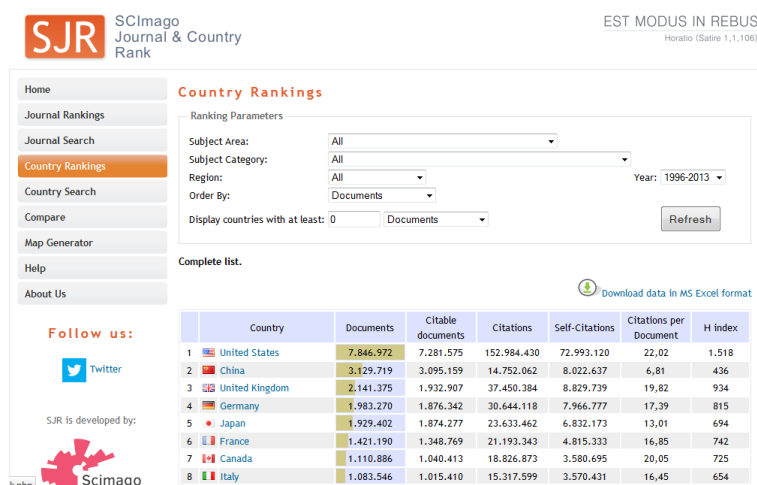 SJR
SCImago
Journal & Country
Rank
EST MODUS IN REBUS
Horatio (Satire 1,1,106)
Home
Journal Rankings
Journal Search
Country Rankings
Country Search
Compare
Map Generator
Help
About Us
Follow us:
Twitter
SJR is developed by:
Scimago
Country Rankings
Ranking Parameters
Subject Area: All
Subject Category: All
Region: All Year: 1996-2013
Order By: Documents
Display countries with at least: 0 Documents Refresh
Complete list.
Download data in MS Excel format
Country Documents Citable documents Citations Self-Citations Citations per Document H index
1 United States 7.846.972 7.281.575 152.984.430 72.993.120 22,02 1.518
2 China 3.129.719 3.095.159 14.752.062 8.022.637 6,81 436
3 United Kingdom 2.141.375 1.932.907 37.450.384 8.829.739 19,82 934
4 Germany 1.983.270 1.876.342 30.644.118 7.966.777 17,39 815
5 Japan 1.929.402 1.874.277 23.633.462 6.832.173 13,01 694
6 France 1.421.190 1.348.769 21.193.343 4.815.333 16,85 742
7 Canada 1.110.886 1.040.413 18.826.873 3.580.695 20,05 725
8 Italy 1.083.546 1.015.410 15.317.599 3.570.431 16,45 654